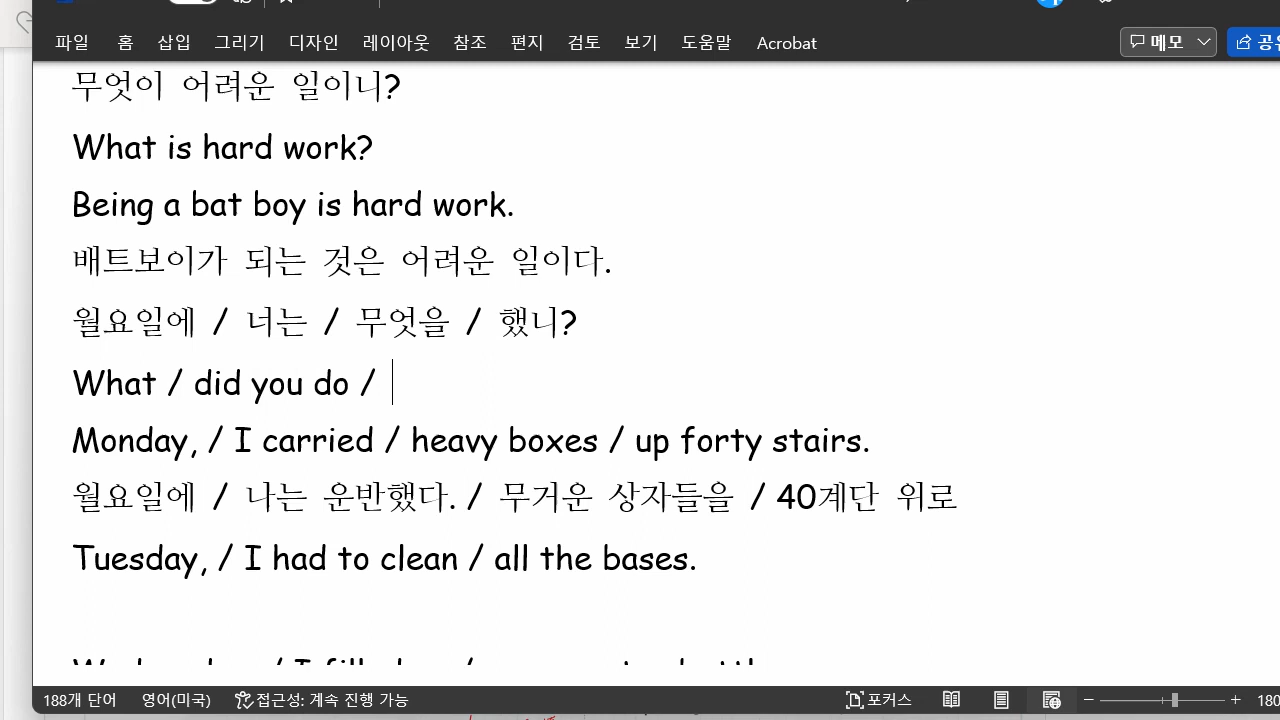 파일 홈 삽입 그리기 디자인 레이아웃 참조 편지 검토 보기 도움말 Acrobat 메모
무엇이 어려운 일이니?
What is hard work?
Being a bat boy is hard work.
배트보이가 되는 것은 어려운 일이다.
월요일에 / 너는 / 무엇을 / 했니?
What / did you do /
Monday, / I carried / heavy boxes / up forty stairs.
월요일에 / 나는 운반했다. / 무거운 상자들을 / 40계단 위로
Tuesday, / I had to clean / all the bases.
188개 단어 영어(미국) 접근성: 계속 진행 가능 포커스